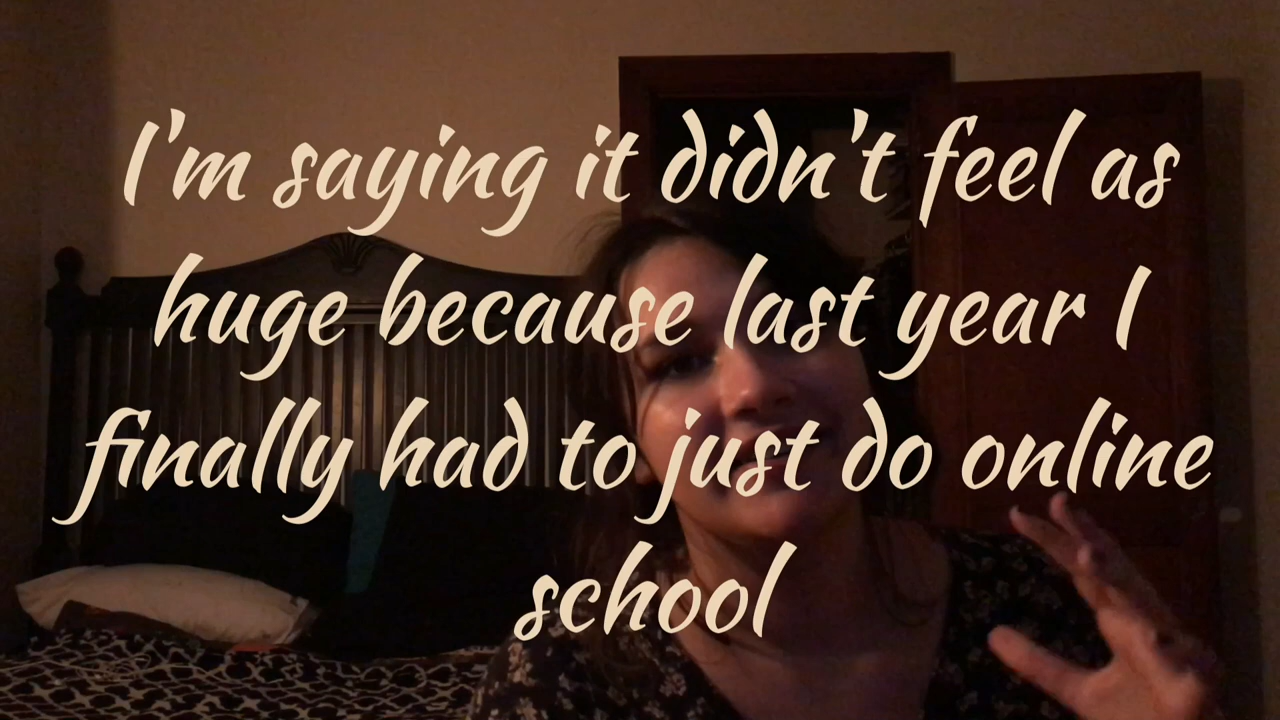 I'm saying it didn't feel as
huge because last year I
finally had to just do online
school